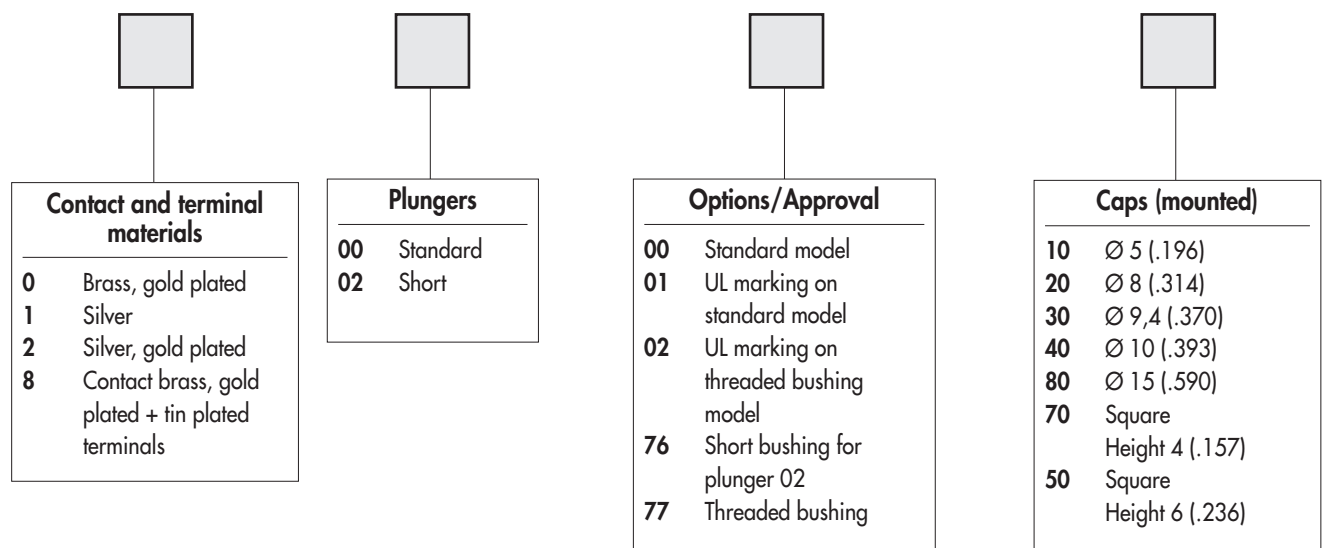 Contact and terminal
materials
0 Brass, gold plated
1 Silver
2 Silver, gold plated
8 Contact brass, gold
plated + tin plated
terminals
Plungers
00 Standard
02 Short
Options/Approval
00 Standard model
01 UL marking on
standard model
02 UL marking on
threaded bushing
model
76 Short bushing for
plunger 02
77 Threaded bushing
Caps (mounted)
10 Ø 5 (.196)
20 Ø 8 (.314)
30 Ø 9,4 (.370)
40 Ø 10 (.393)
80 Ø 15 (.590)
70 Square
Height 4 (.157)
50 Square
Height 6 (.236)